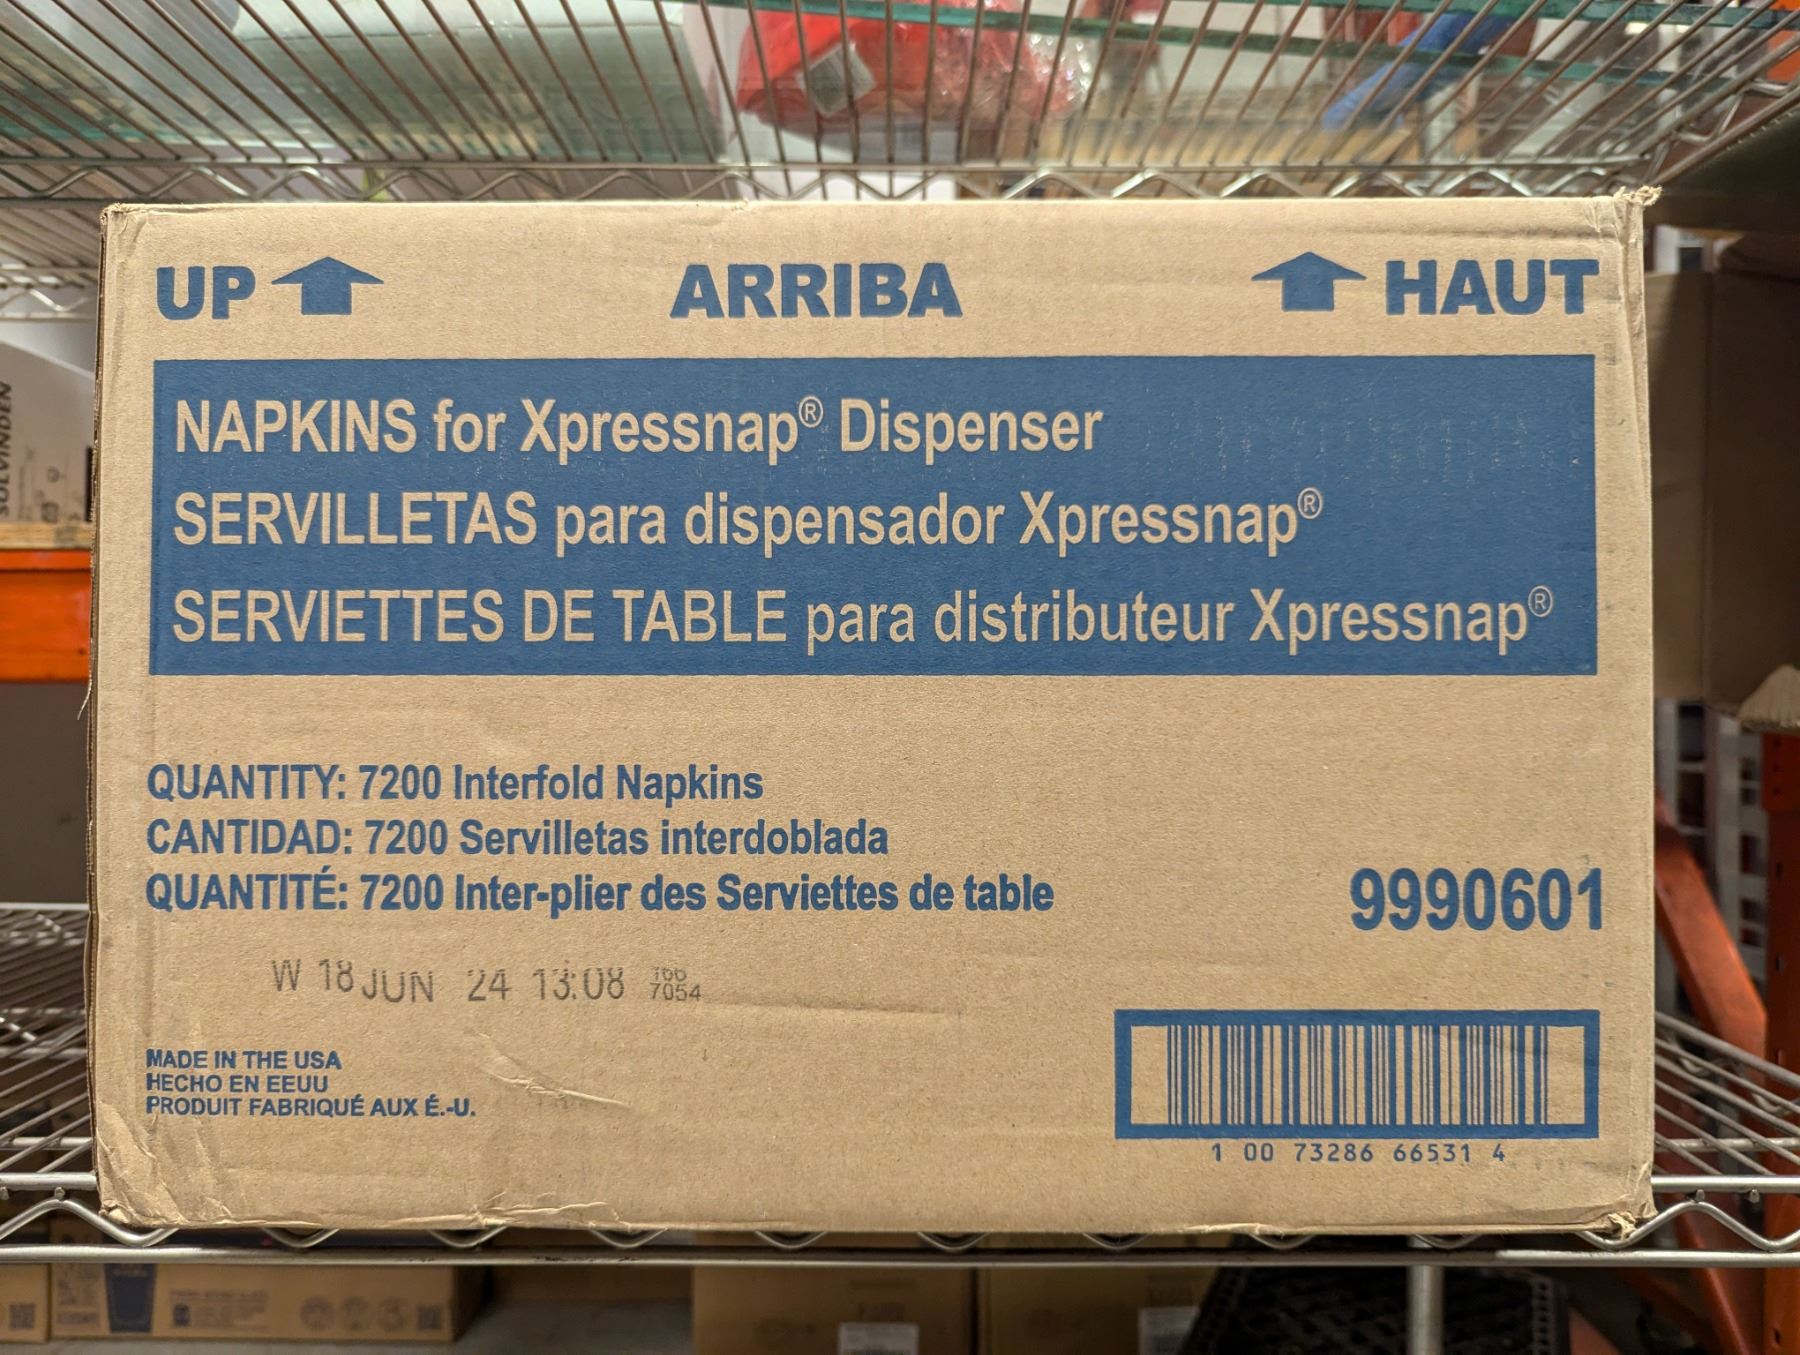 UP ARRIBA HAUT
NAPKINS for Xpressnap® Dispenser
SERVILLETAS para dispensador Xpressnap®
SERVIETTES DE TABLE para distributeur Xpressnap®
QUANTITY: 7200 Interfold Napkins
CANTIDAD: 7200 Servilletas interdoblada
QUANTITÉ: 7200 Inter-plier des Serviettes de table
9990601
W 18 JUN 24 13:08
7054
MADE IN THE USA
HECHO EN EEUU
PRODUIT FABRIQUÉ AUX É.-U.
1 00 73286 66531 4
SOLVINDEN